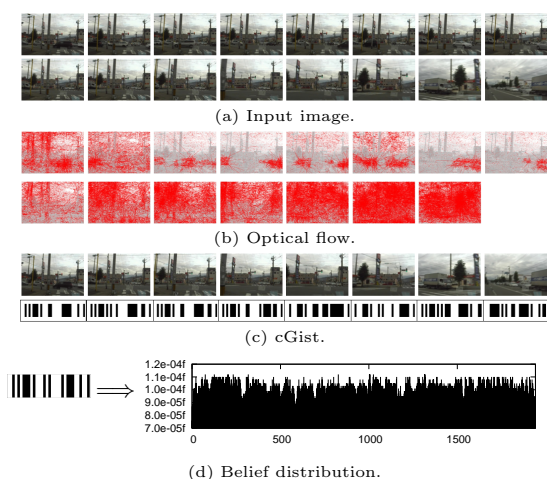 (a) Input image.
(b) Optical flow.
(c) cGist.
1.2e-04f
1.1e-04f
1.0e-04f
9.0e-05f
8.0e-05f
7.0e-05f
0 500 1000 1500
(d) Belief distribution.